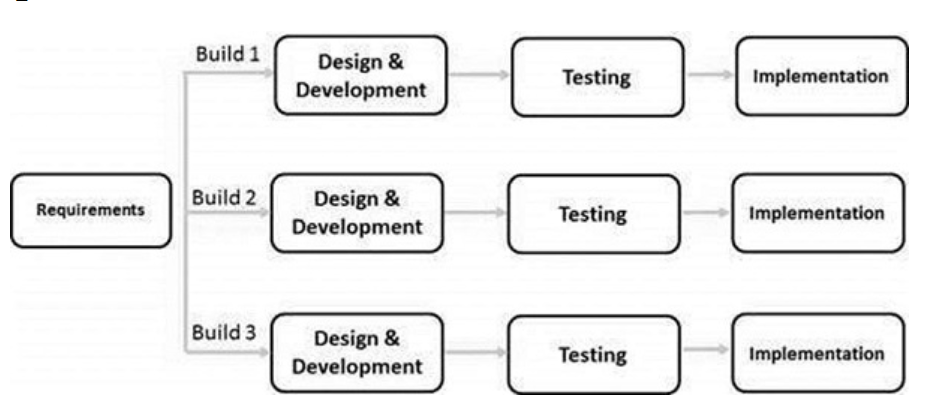 Build 1
Design &
Development
Testing
Implementation
Requirements
Build 2
Design &
Development
Testing
Implementation
Build 3
Design &
Development
Testing
Implementation